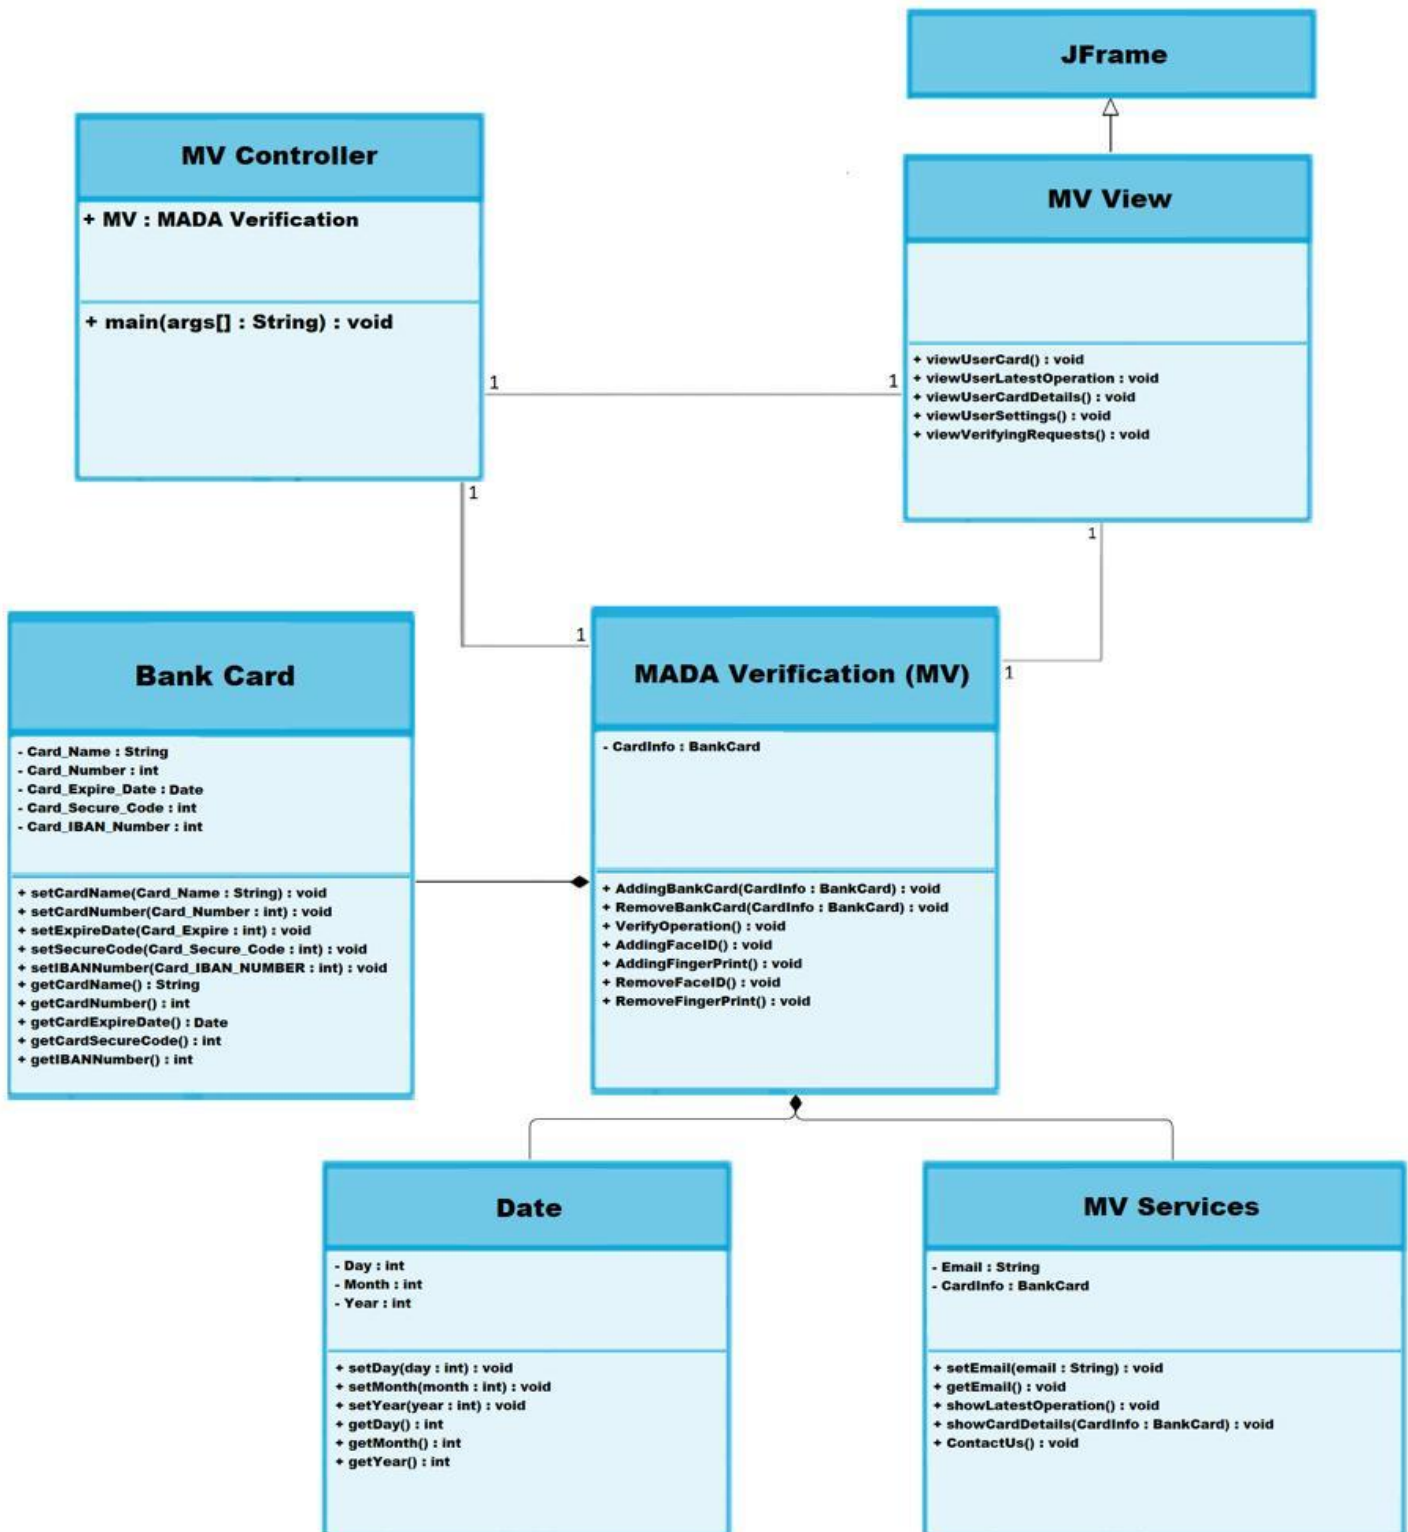 JFrame
MV Controller
+ MV : MADA Verification
+ main(args[] : String) : void
MV View
+ viewUserCard() : void
+ viewUserLatestOperation : void
+ viewUserCardDetails() : void
+ viewUserSettings() : void
+ viewVerifyingRequests() : void
1
1
1
1
1
1
Bank Card
- Card_Name : String
- Card_Number : int
- Card_Expire_Date : Date
- Card_Secure_Code : int
- Card_IBAN_Number : int
+ setCardName(Card_Name : String) : void
+ setCardNumber(Card_Number : int) : void
+ setExpireDate(Card_Expire : int) : void
+ setSecureCode(Card_Secure_Code : int) : void
+ setIBANNumber(Card_IBAN_NUMBER : int) : void
+ getCardName() : String
+ getCardNumber() : int
+ getCardExpireDate() : Date
+ getCardSecureCode() : int
+ getIBANNumber() : int
MADA Verification (MV)
- CardInfo : BankCard
+ AddingBankCard(CardInfo : BankCard) : void
+ RemoveBankCard(CardInfo : BankCard) : void
+ VerifyOperation() : void
+ AddingFaceID() : void
+ AddingFingerPrint() : void
+ RemoveFaceID() : void
+ RemoveFingerPrint() : void
Date
- Day : int
- Month : int
- Year : int
+ setDay(day : int) : void
+ setMonth(month : int) : void
+ setYear(year : int) : void
+ getDay() : int
+ getMonth() : int
+ getYear() : int
MV Services
- Email : String
- CardInfo : BankCard
+ setEmail(email : String) : void
+ getEmail() : void
+ showLatestOperation() : void
+ showCardDetails(CardInfo : BankCard) : void
+ ContactUs() : void